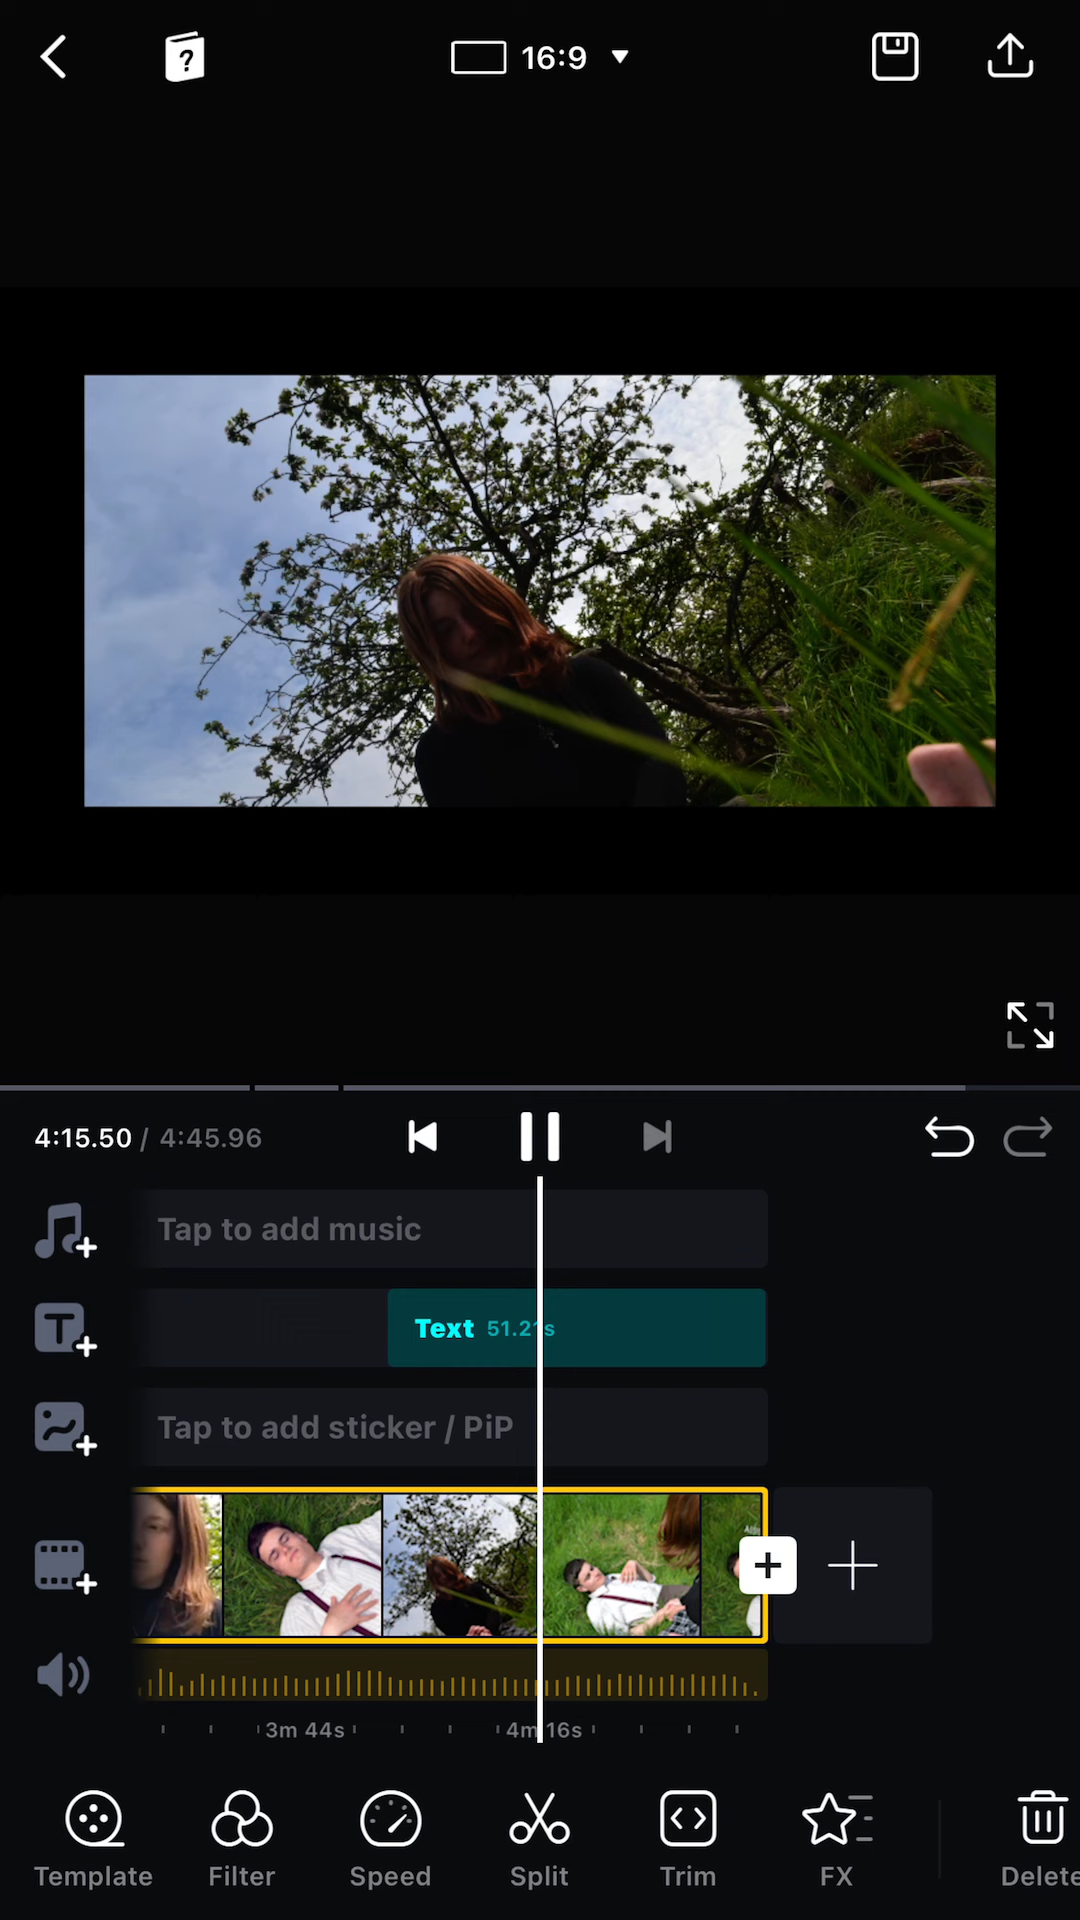 ?
16:9
4:15.50 / 4:45.96
Tap to add music
T
Text 51.21s
Tap to add sticker / PiP
3m 44s 4m 16s
Template Filter Speed Split Trim FX Delete